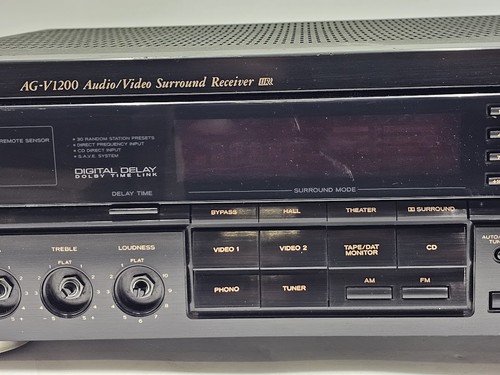 AG-V1200 Audio/Video Surround Receiver
REMOTE SENSOR
• 30 RANDOM STATION PRESETS
• DIRECT FREQUENCY INPUT
• CD DIRECT INPUT
• S.A.V.E. SYSTEM
DIGITAL DELAY
DOLBY TIME LINK
DELAY TIME
SURROUND MODE
BYPASS HALL THEATER SURROUND
TREBLE LOUDNESS
FLAT FLAT
VIDEO 1 VIDEO 2 TAPE/DAT MONITOR CD
PHONO TUNER AM FM